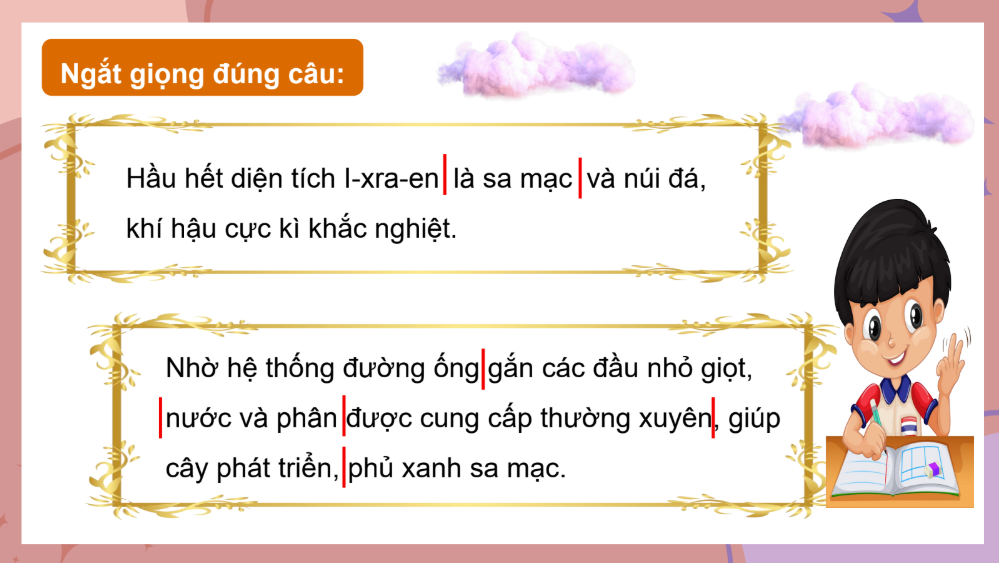 Ngắt giọng đúng câu:
Hầu hết diện tích I-xra-en là sa mạc và núi đá,
khí hậu cực kì khắc nghiệt.
Nhờ hệ thống đường ống gắn các đầu nhỏ giọt,
nước và phân được cung cấp thường xuyên, giúp
cây phát triển, phủ xanh sa mạc.